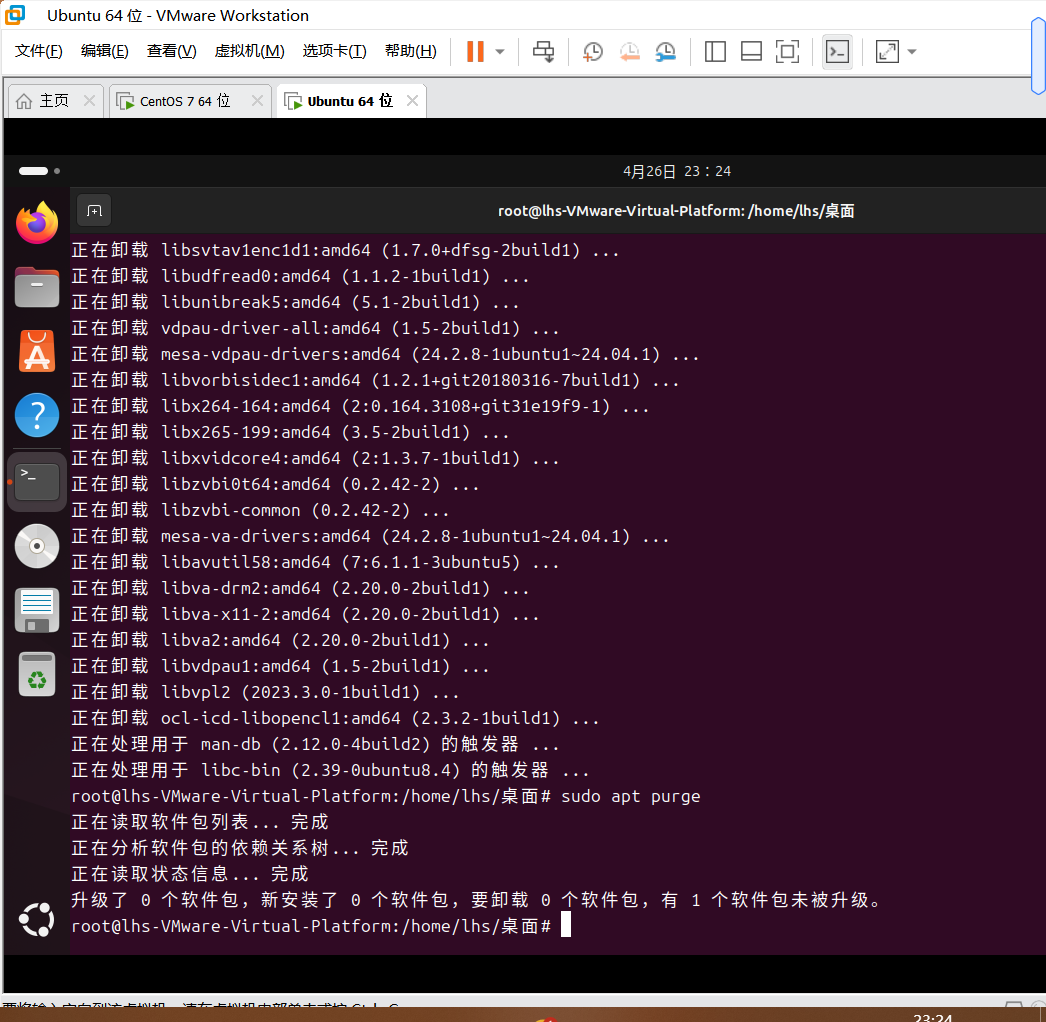 Ubuntu 64 位 - VMware Workstation
文件(F) 编辑(E) 查看(V) 虚拟机(M) 选项卡(T) 帮助(H)
主页 CentOS 7 64 位 Ubuntu 64 位
4月26日 23：24
root@lhs-VMware-Virtual-Platform: /home/lhs/桌面
正在卸载 libsvtav1enc1d1:amd64 (1.7.0+dfsg-2build1) ...
正在卸载 libudfread0:amd64 (1.1.2-1build1) ...
正在卸载 libunibreak5:amd64 (5.1-2build1) ...
正在卸载 vdpau-driver-all:amd64 (1.5-2build1) ...
正在卸载 mesa-vdpau-drivers:amd64 (24.2.8-1ubuntu1~24.04.1) ...
正在卸载 libvorbisidec1:amd64 (1.2.1+git20180316-7build1) ...
正在卸载 libx264-164:amd64 (2:0.164.3108+git31e19f9-1) ...
正在卸载 libx265-199:amd64 (3.5-2build1) ...
正在卸载 libxvidcore4:amd64 (2:1.3.7-1build1) ...
正在卸载 libzvbi0t64:amd64 (0.2.42-2) ...
正在卸载 libzvbi-common (0.2.42-2) ...
正在卸载 mesa-va-drivers:amd64 (24.2.8-1ubuntu1~24.04.1) ...
正在卸载 libavutil58:amd64 (7:6.1.1-3ubuntu5) ...
正在卸载 libva-drm2:amd64 (2.20.0-2build1) ...
正在卸载 libva-x11-2:amd64 (2.20.0-2build1) ...
正在卸载 libva2:amd64 (2.20.0-2build1) ...
正在卸载 libvdpau1:amd64 (1.5-2build1) ...
正在卸载 libvpl2 (2023.3.0-1build1) ...
正在卸载 ocl-icd-libopencl1:amd64 (2.3.2-1build1) ...
正在处理用于 man-db (2.12.0-4build2) 的触发器 ...
正在处理用于 libc-bin (2.39-0ubuntu8.4) 的触发器 ...
root@lhs-VMware-Virtual-Platform:/home/lhs/桌面# sudo apt purge
正在读取软件包列表... 完成
正在分析软件包的依赖关系树... 完成
正在读取状态信息... 完成
升级了 0 个软件包，新安装了 0 个软件包，要卸载 0 个软件包，有 1 个软件包未被升级。
root@lhs-VMware-Virtual-Platform:/home/lhs/桌面#
23:24